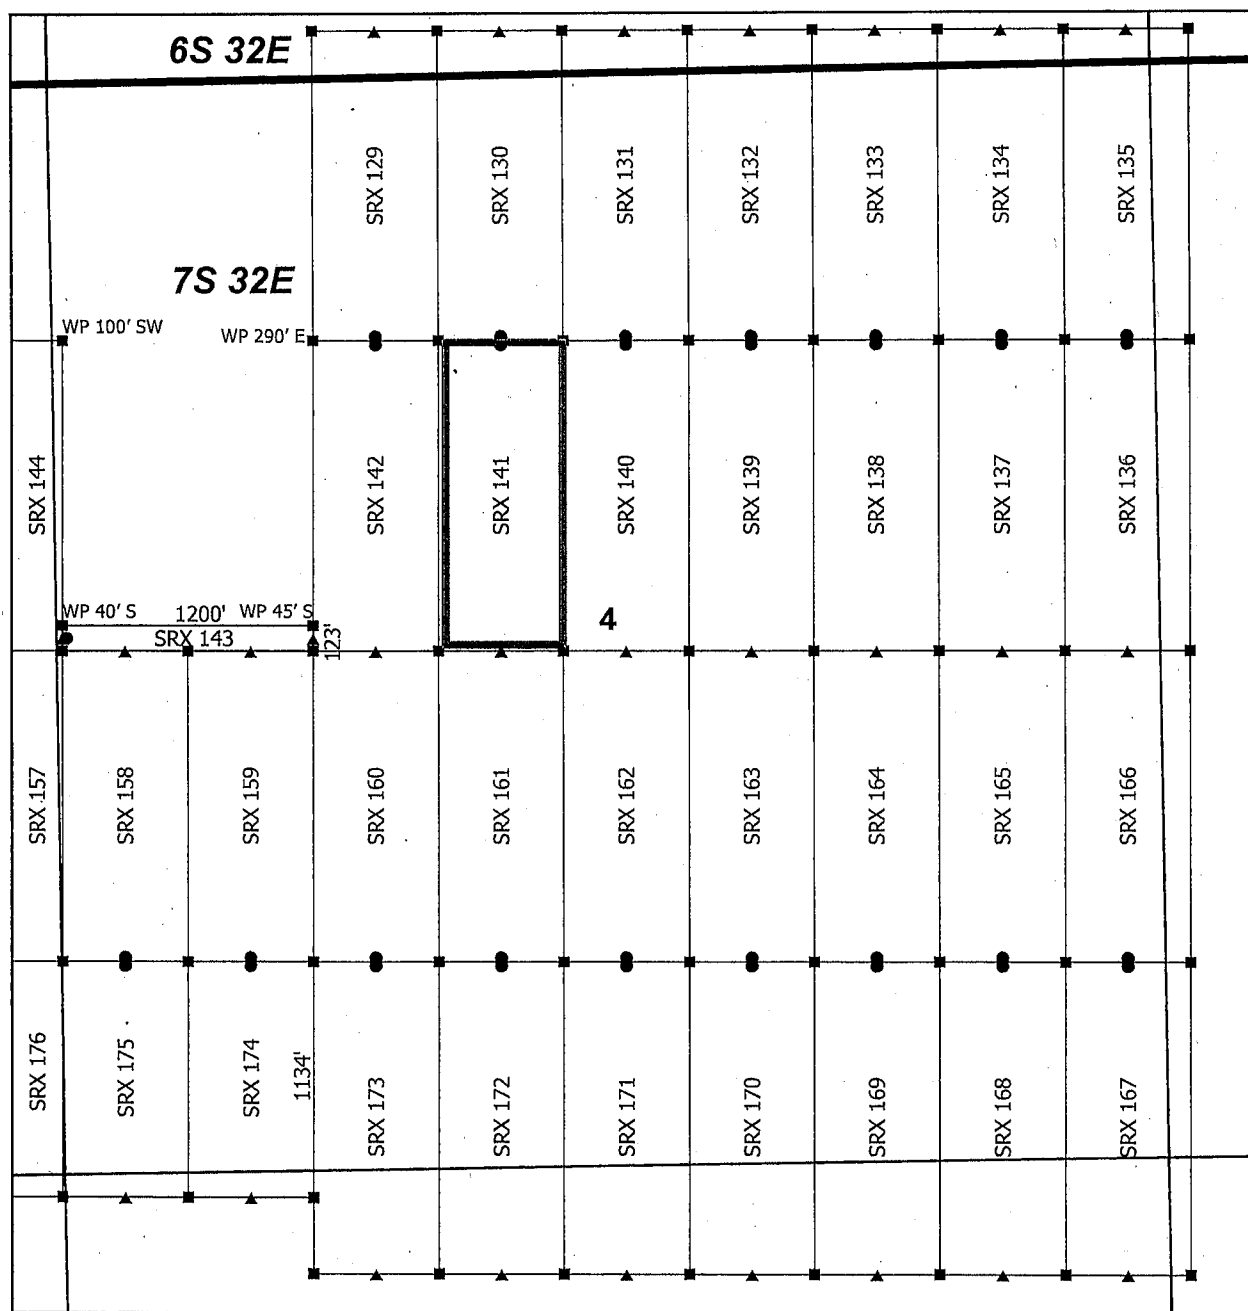 6S 32E
SRX 129
SRX 130
SRX 131
SRX 132
SRX 133
SRX 134
SRX 135
7S 32E
WP 100' SW
WP 290' E
SRX 144
SRX 142
SRX 141
SRX 140
SRX 139
SRX 138
SRX 137
SRX 136
4
WP 40' S
1200'
WP 45' S
SRX 143
123'
SRX 157
SRX 158
SRX 159
SRX 160
SRX 161
SRX 162
SRX 163
SRX 164
SRX 165
SRX 166
SRX 176
SRX 175
SRX 174
1134'
SRX 173
SRX 172
SRX 171
SRX 170
SRX 169
SRX 168
SRX 167